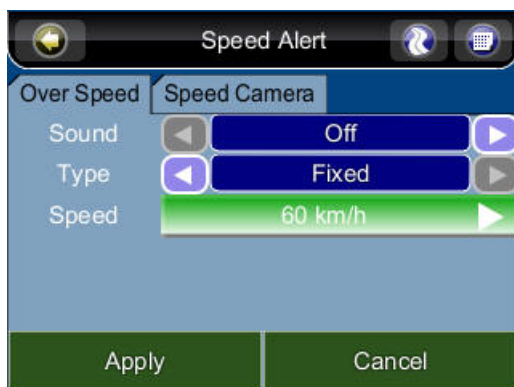 Speed Alert
Over Speed Speed Camera
Sound Off
Type Fixed
Speed 60 km/h
Apply Cancel